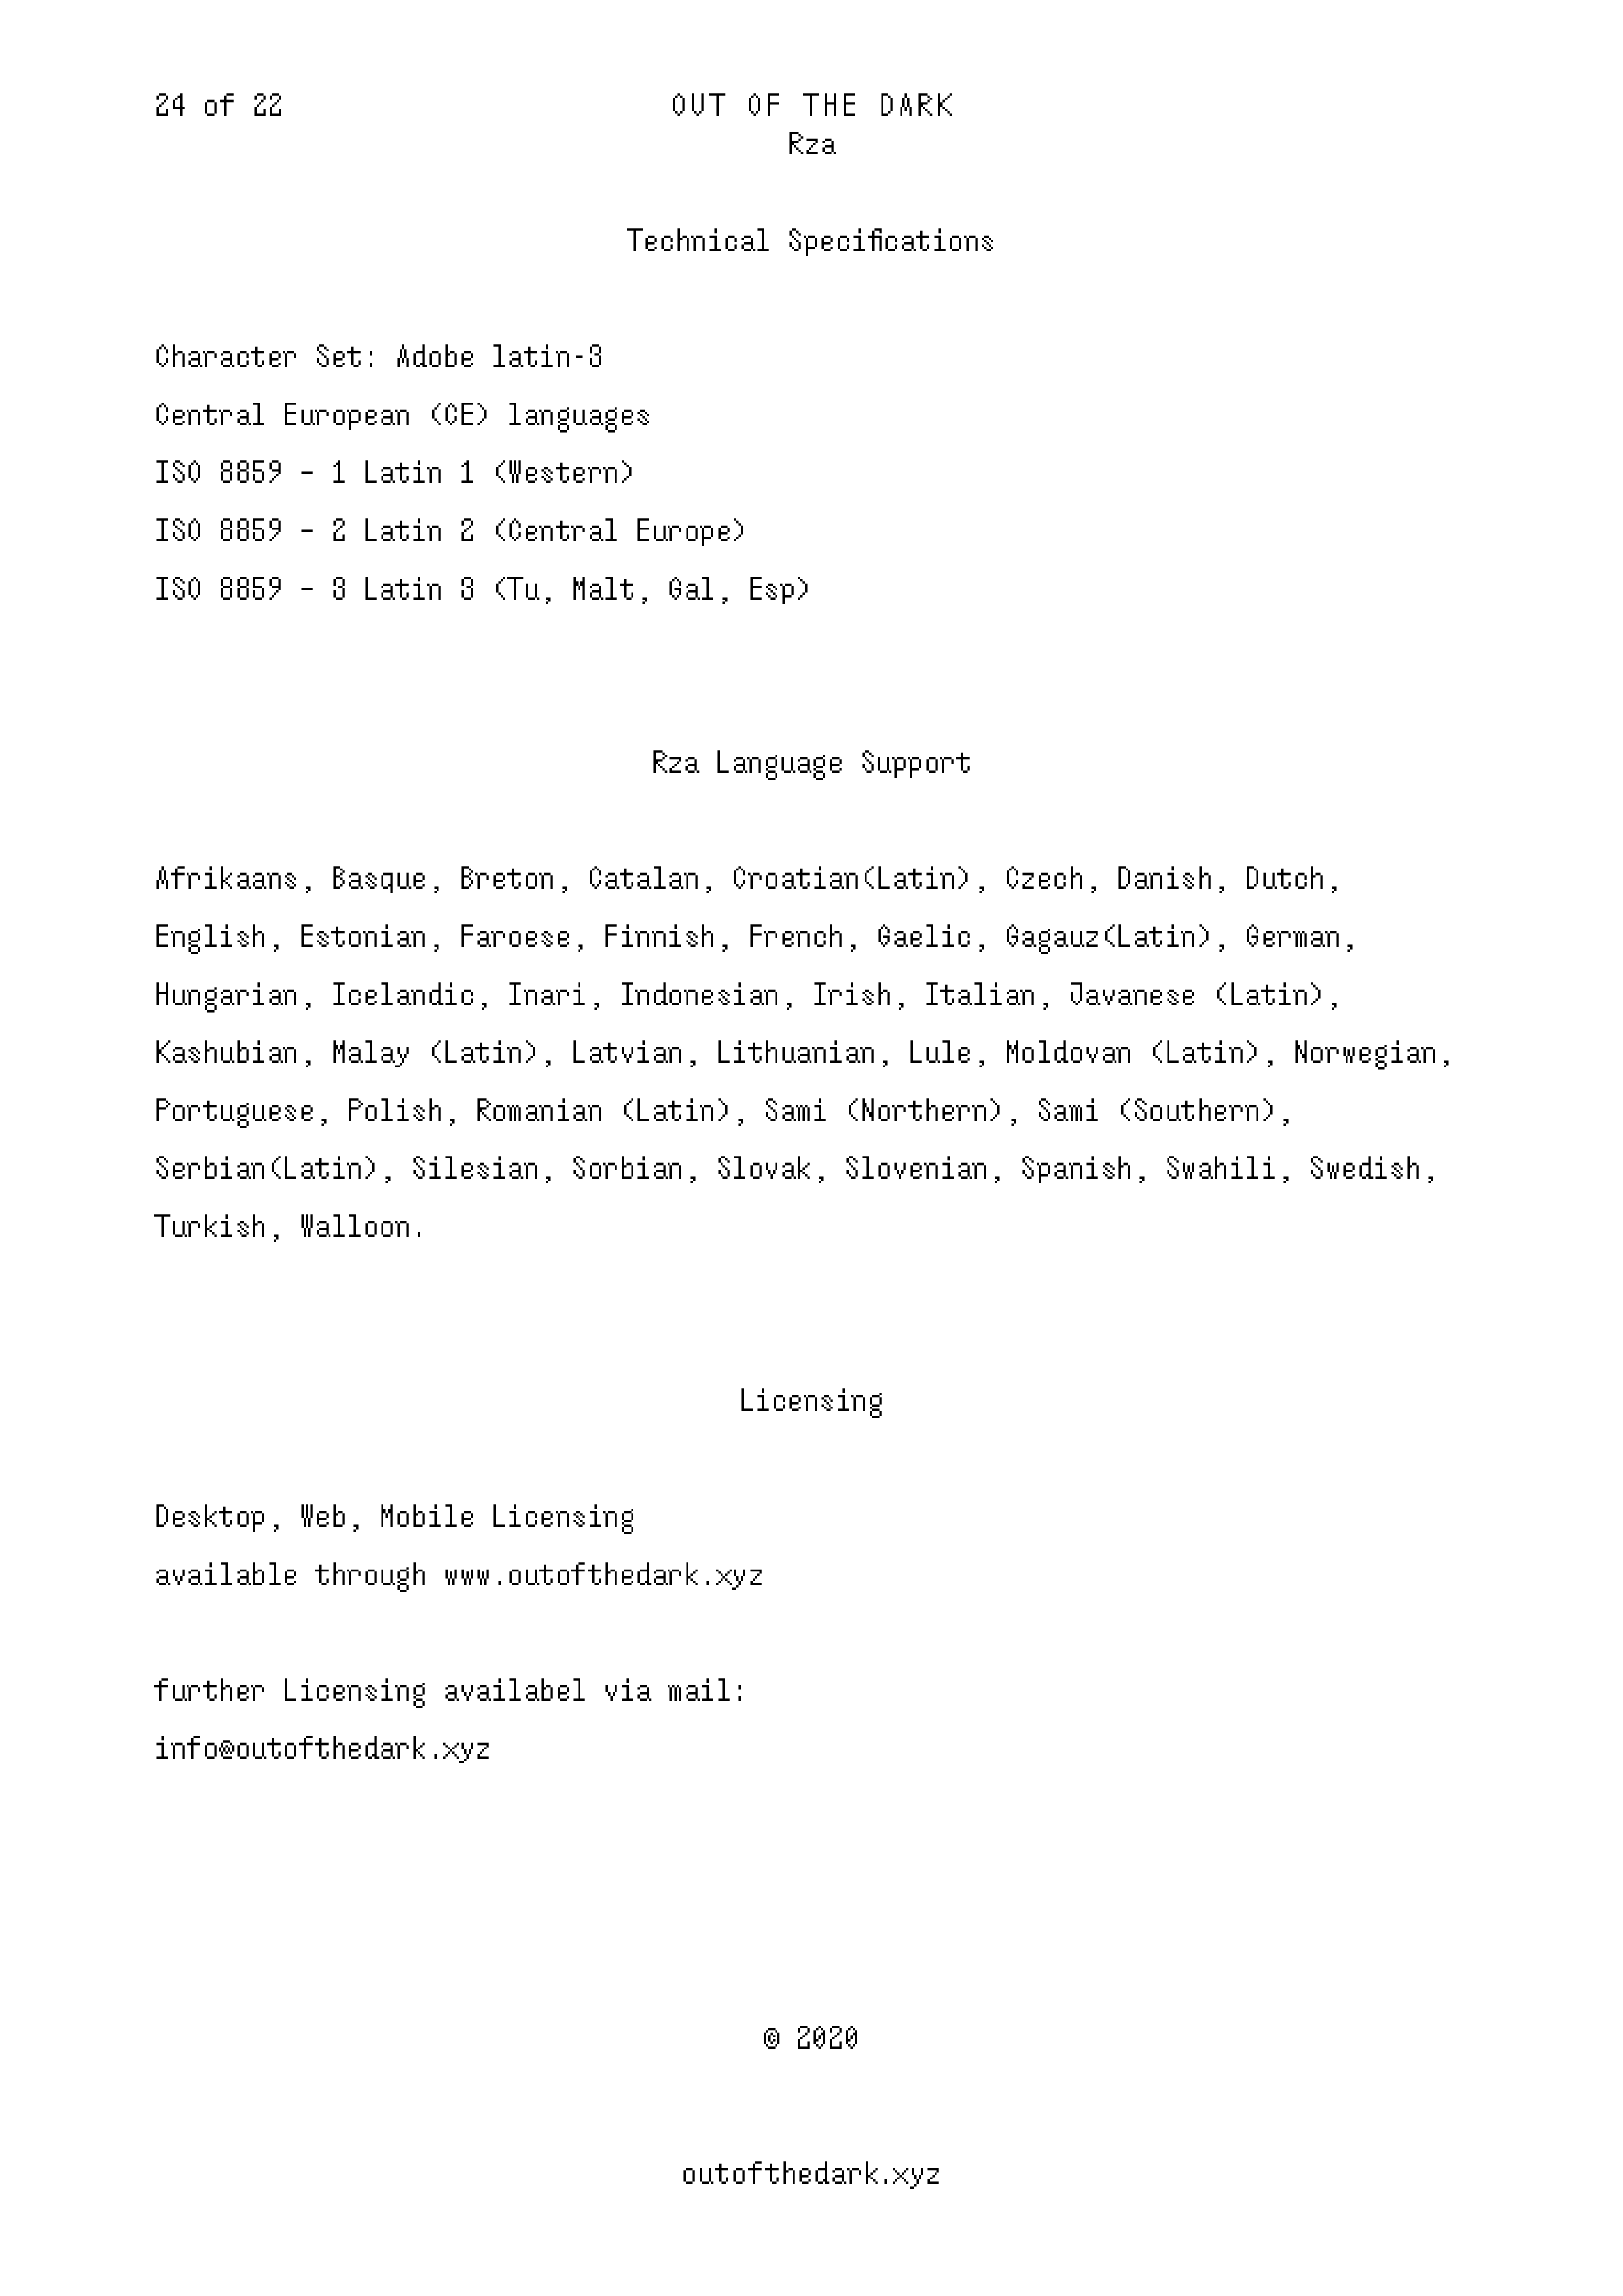 24 of 22
OUT OF THE DARK
Rza
Technical Specifications
Character Set: Adobe latin-3
Central European (CE) languages
ISO 8859 – 1 Latin 1 (Western)
ISO 8859 – 2 Latin 2 (Central Europe)
ISO 8859 – 3 Latin 3 (Tu, Malt, Gal, Esp)
Rza Language Support
Afrikaans, Basque, Breton, Catalan, Croatian(Latin), Czech, Danish, Dutch,
English, Estonian, Faroese, Finnish, French, Gaelic, Gagauz(Latin), German,
Hungarian, Icelandic, Inari, Indonesian, Irish, Italian, Javanese (Latin),
Kashubian, Malay (Latin), Latvian, Lithuanian, Lule, Moldovan (Latin), Norwegian,
Portuguese, Polish, Romanian (Latin), Sami (Northern), Sami (Southern),
Serbian(Latin), Silesian, Sorbian, Slovak, Slovenian, Spanish, Swahili, Swedish,
Turkish, Walloon.
Licensing
Desktop, Web, Mobile Licensing
available through www.outofthedark.xyz
further Licensing availabel via mail:
info@outofthedark.xyz
© 2020
outofthedark.xyz